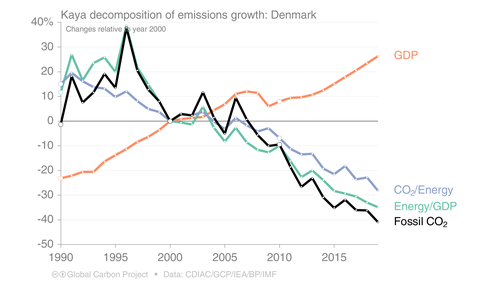 Kaya decomposition of emissions growth: Denmark
Changes relative to year 2000
40%
30
20
10
0
-10
-20
-30
-40
-50
1990
1995
2000
2005
2010
2015
GDP
CO₂/Energy
Energy/GDP
Fossil CO₂
Global Carbon Project • Data: CDIAC/GCP/IEA/BP/IMF